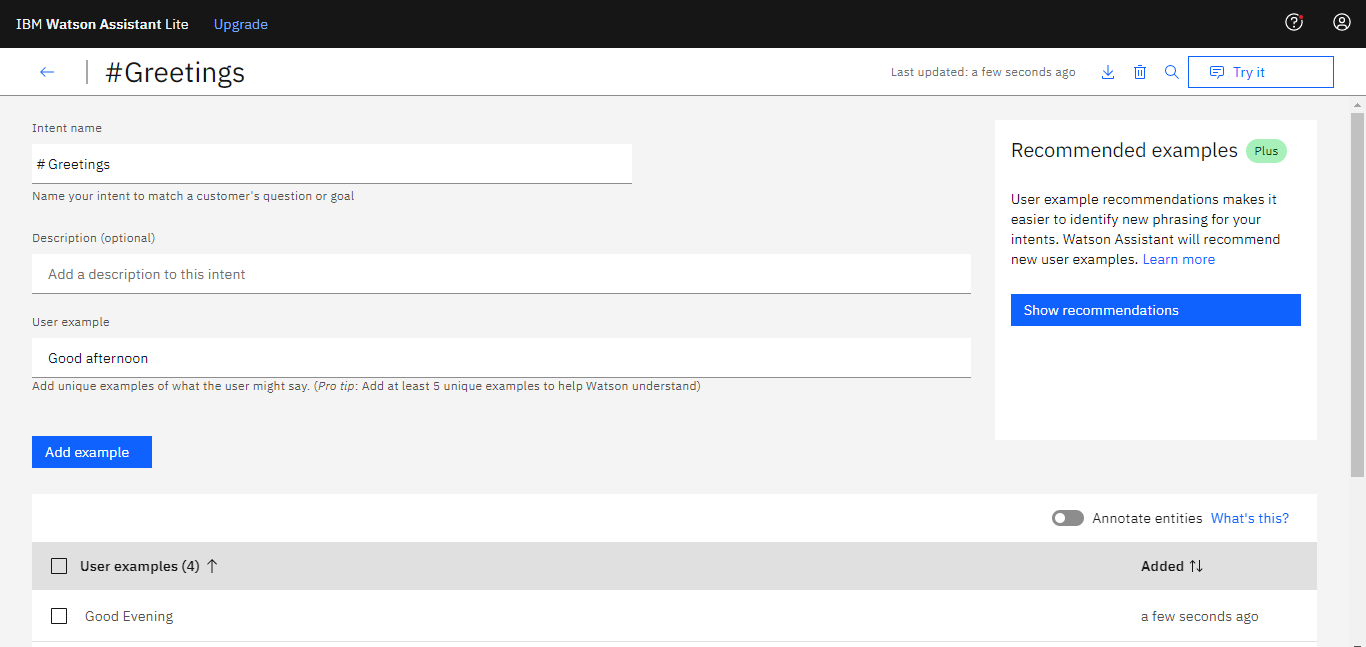 IBM Watson Assistant Lite Upgrade
#Greetings
Last updated: a few seconds ago
Try it
Intent name
# Greetings
Name your intent to match a customer's question or goal
Description (optional)
Add a description to this intent
User example
Good afternoon
Add unique examples of what the user might say. (Pro tip: Add at least 5 unique examples to help Watson understand)
Add example
Recommended examples Plus
User example recommendations makes it
easier to identify new phrasing for your
intents. Watson Assistant will recommend
new user examples. Learn more
Show recommendations
Annotate entities What's this?
User examples (4) Added
Good Evening a few seconds ago